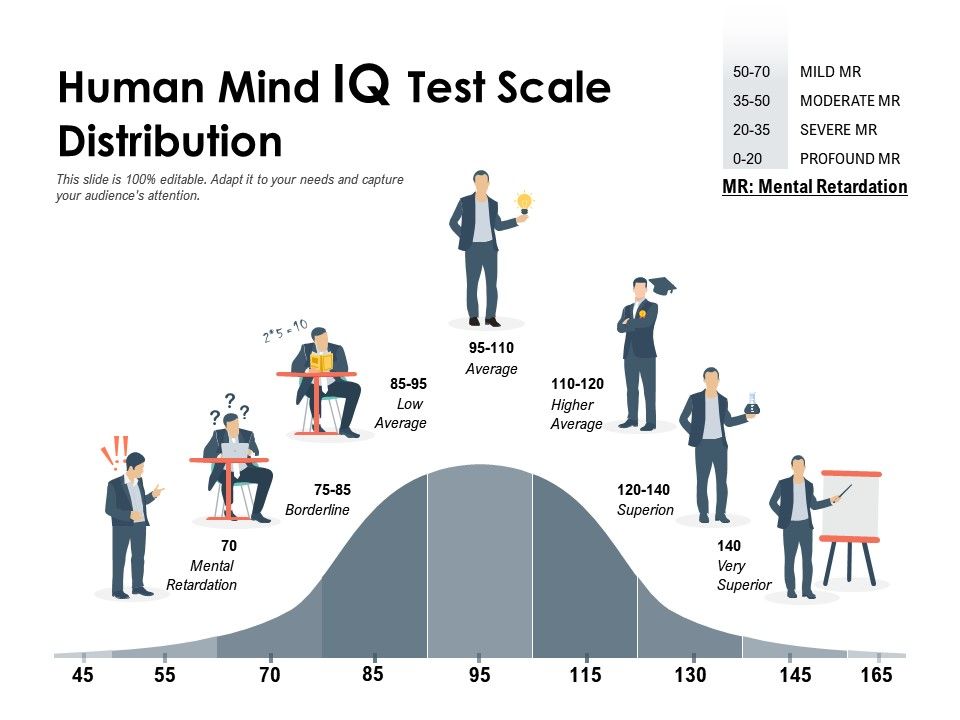 Human Mind IQ Test Scale
Distribution
This slide is 100% editable. Adapt it to your needs and capture
your audience's attention.
50-70 MILD MR
35-50 MODERATE MR
20-35 SEVERE MR
0-20 PROFOUND MR
MR: Mental Retardation
95-110
Average
2*5=10
85-95
Low
Average
110-120
Higher
Average
? ? ?
!!!
75-85
Borderline
120-140
Superion
70
Mental
Retardation
140
Very
Superior
45 55 70 85 95 115 130 145 165